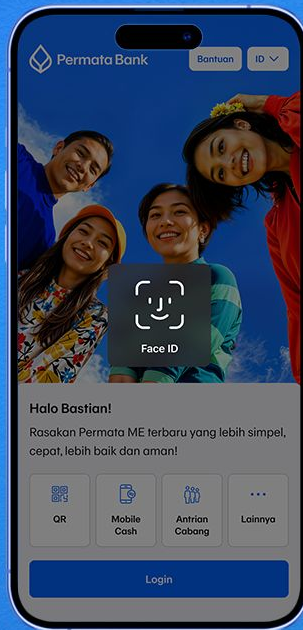 Permata Bank
Bantuan
ID
Face ID
Halo Bastian!
Rasakan Permata ME terbaru yang lebih simpel,
cepat, lebih baik dan aman!
QR
Mobile
Cash
Antrian
Cabang
Lainnya
Login